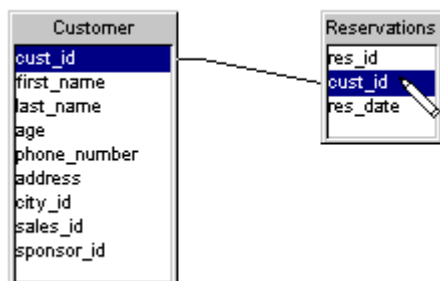 Customer
cust_id
first_name
last_name
age
phone_number
address
city_id
sales_id
sponsor_id
Reservations
res_id
cust_id
res_date